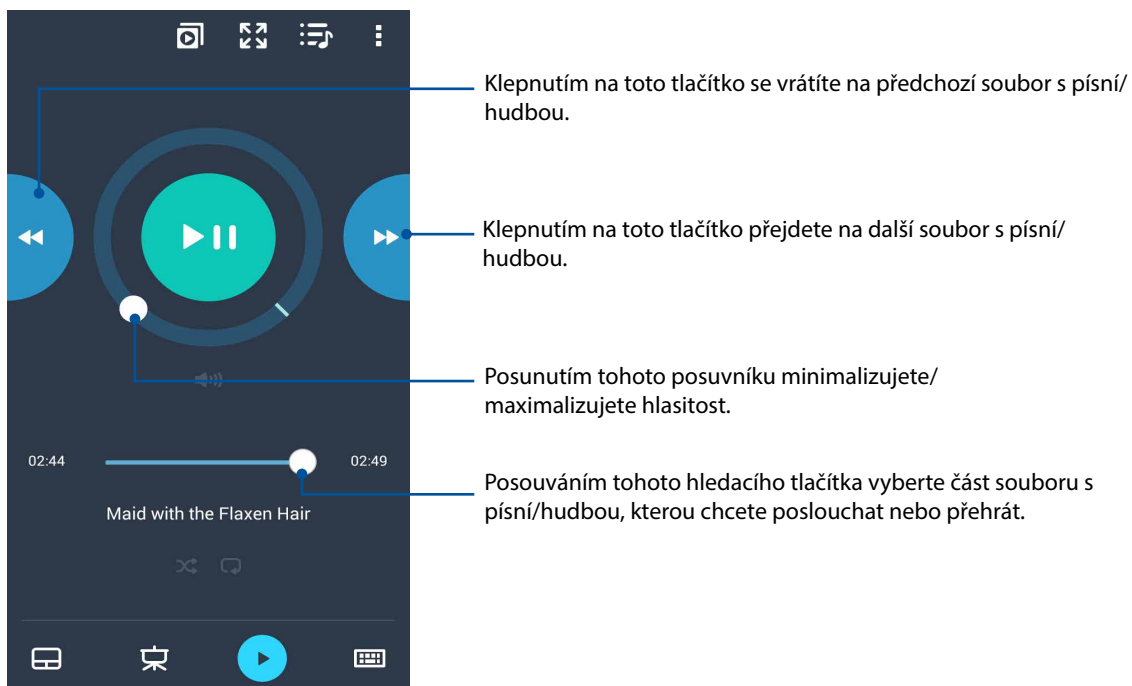 Klepnutím na toto tlačítko se vrátíte na předchozí soubor s písní/
hudbou.
Klepnutím na toto tlačítko přejdete na další soubor s písní/
hudbou.
Posunutím tohoto posuvníku minimalizujete/
maximalizujete hlasitost.
02:44
02:49
Posouváním tohoto hledacího tlačítka vyberte část souboru s
písní/hudbou, kterou chcete poslouchat nebo přehrát.
Maid with the Flaxen Hair